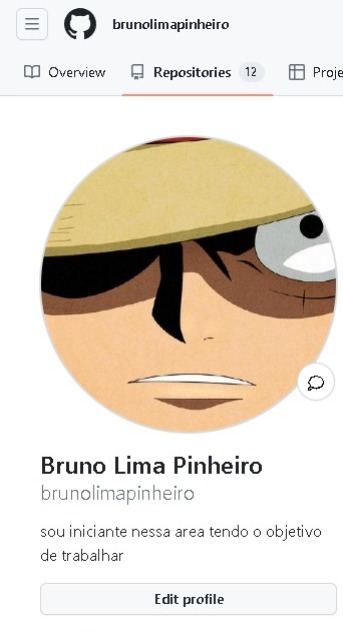 brunolimapinheiro
Overview Repositories 12 Proje
Bruno Lima Pinheiro
brunolimapinheiro
sou iniciante nessa area tendo o objetivo
de trabalhar
Edit profile